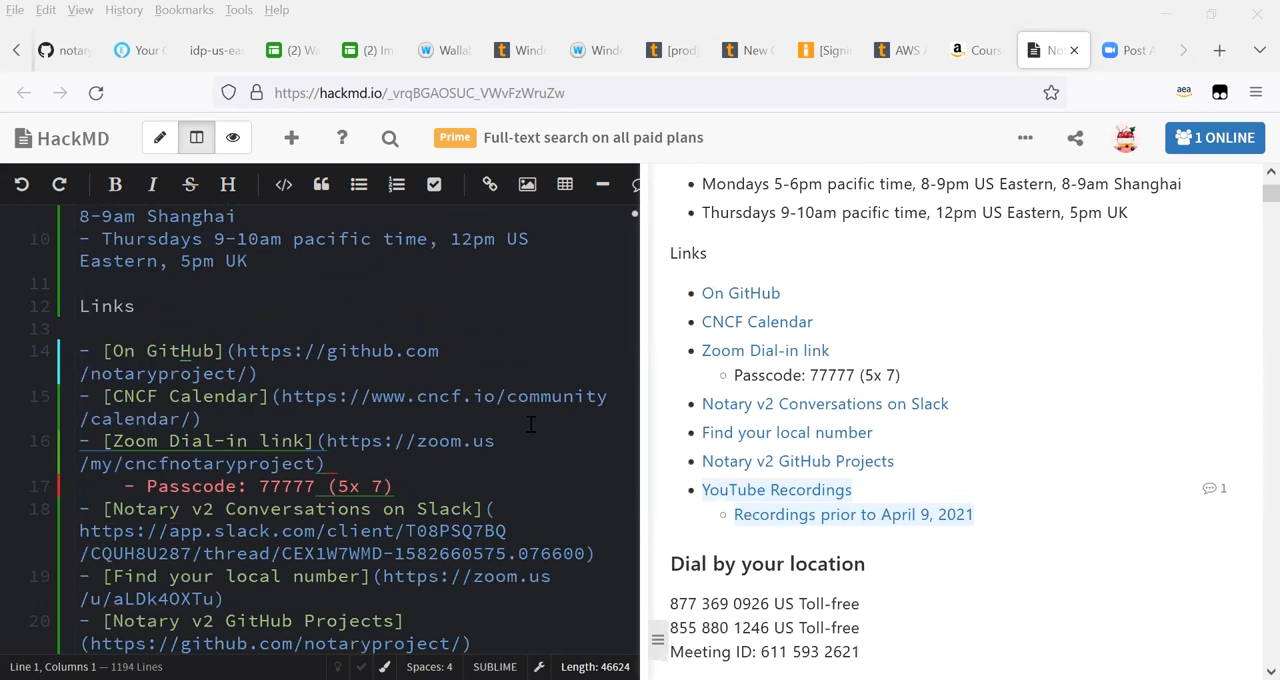 File Edit View History Bookmarks Tools Help
notar Your C idp-us-eas (2) Wa (2) Im Walla Wind Wind [prod New C [Signi AWS A Cours No Post A
https://hackmd.io/_vrqBGAOSUC_VWvFzWruZw aea
HackMD Prime Full-text search on all paid plans 1 ONLINE
B I S H
8-9am Shanghai
10 - Thursdays 9-10am pacific time, 12pm US
Eastern, 5pm UK
11
12 Links
13
14 - [On GitHub](https://github.com
/notaryproject/)
15 - [CNCF Calendar](https://www.cncf.io/community
/calendar/)
16 - [Zoom Dial-in link](https://zoom.us
/my/cncfnotaryproject)
17 - Passcode: 77777 (5x 7)
18 - [Notary v2 Conversations on Slack](
https://app.slack.com/client/T08PSQ7BQ
/CQUH8U287/thread/CEX1W7WMD-1582660575.076600)
19 - [Find your local number](https://zoom.us
/u/aLDk4OXTu)
20 - [Notary v2 GitHub Projects]
(https://github.com/notaryproject/)
Line 1, Columns 1 — 1194 Lines Spaces: 4 SUBLIME Length: 46624
Mondays 5-6pm pacific time, 8-9pm US Eastern, 8-9am Shanghai
Thursdays 9-10am pacific time, 12pm US Eastern, 5pm UK
Links
On GitHub
CNCF Calendar
Zoom Dial-in link
Passcode: 77777 (5x 7)
Notary v2 Conversations on Slack
Find your local number
Notary v2 GitHub Projects
YouTube Recordings 1
Recordings prior to April 9, 2021
Dial by your location
877 369 0926 US Toll-free
855 880 1246 US Toll-free
Meeting ID: 611 593 2621